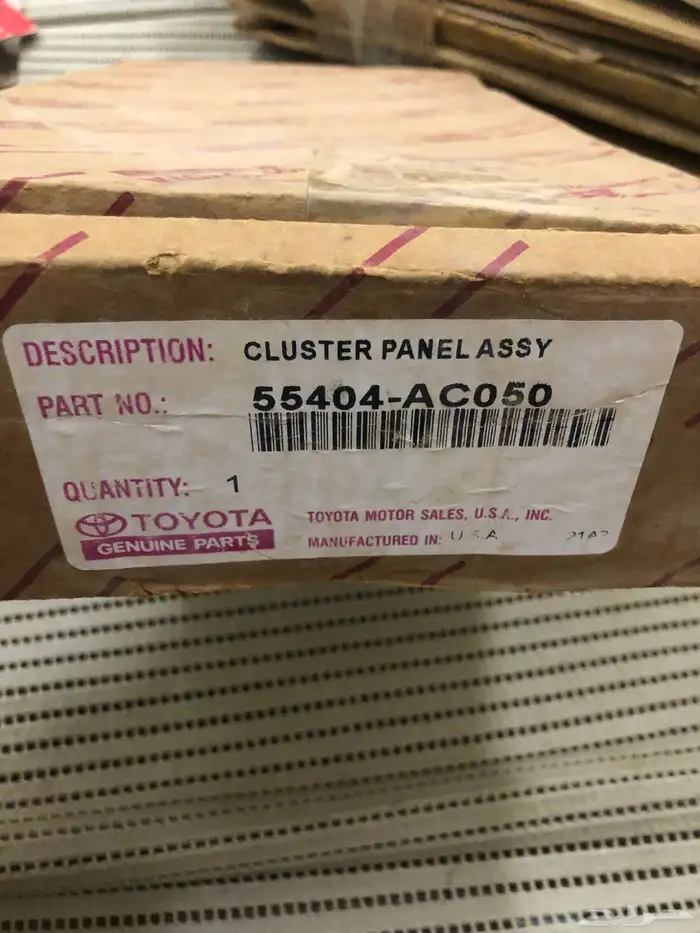 DESCRIPTION: CLUSTER PANEL ASSY
PART NO.: 55404-AC050
QUANTITY: 1
TOYOTA
GENUINE PARTS
TOYOTA MOTOR SALES, U.S.A., INC.
MANUFACTURED IN: U.S.A